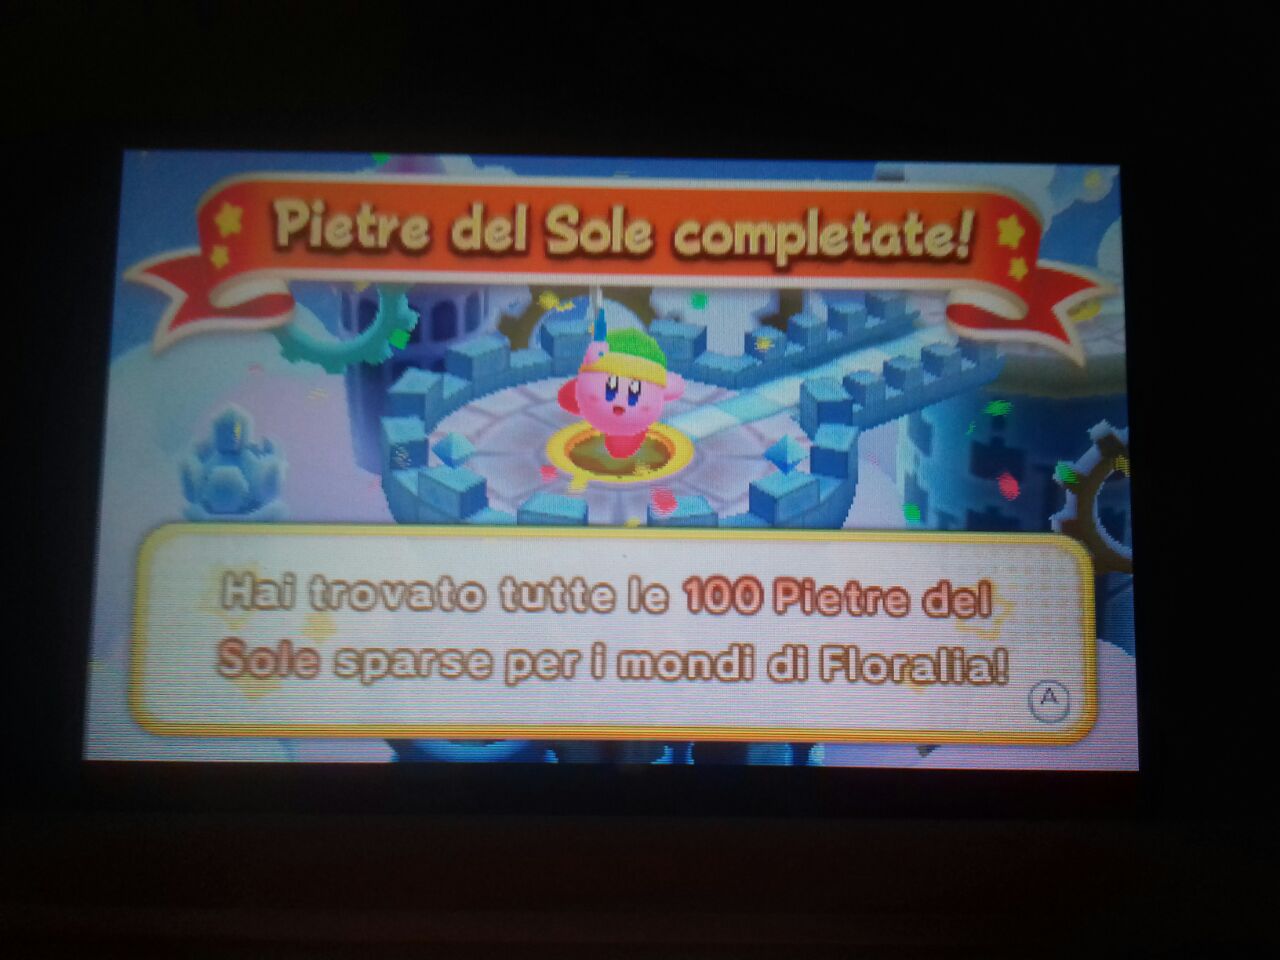 Pietre del Sole completate!
Hai trovato tutte le 100 Pietre del
Sole sparse per i mondi di Floralia!
A